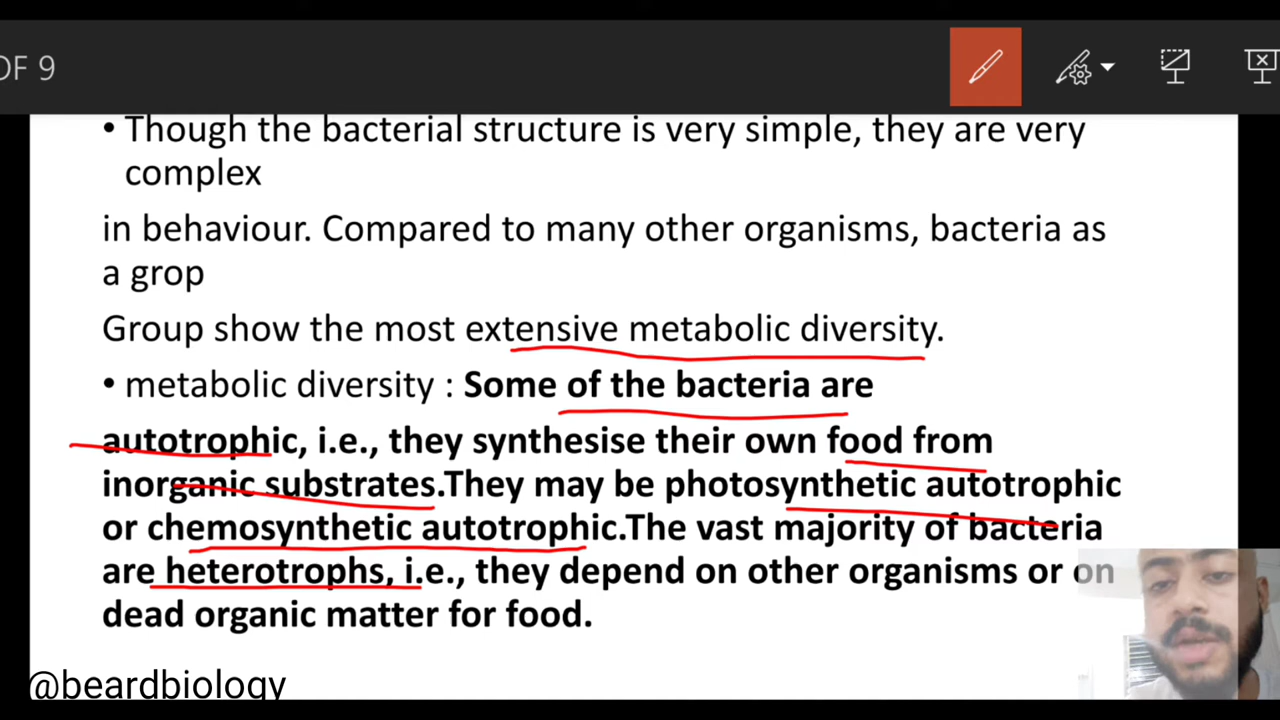 OF 9
• Though the bacterial structure is very simple, they are very
complex
in behaviour. Compared to many other organisms, bacteria as
a grop
Group show the most extensive metabolic diversity.
• metabolic diversity : Some of the bacteria are
autotrophic, i.e., they synthesise their own food from
inorganic substrates.They may be photosynthetic autotrophic
or chemosynthetic autotrophic.The vast majority of bacteria
are heterotrophs, i.e., they depend on other organisms or on
dead organic matter for food.
@beardbiology